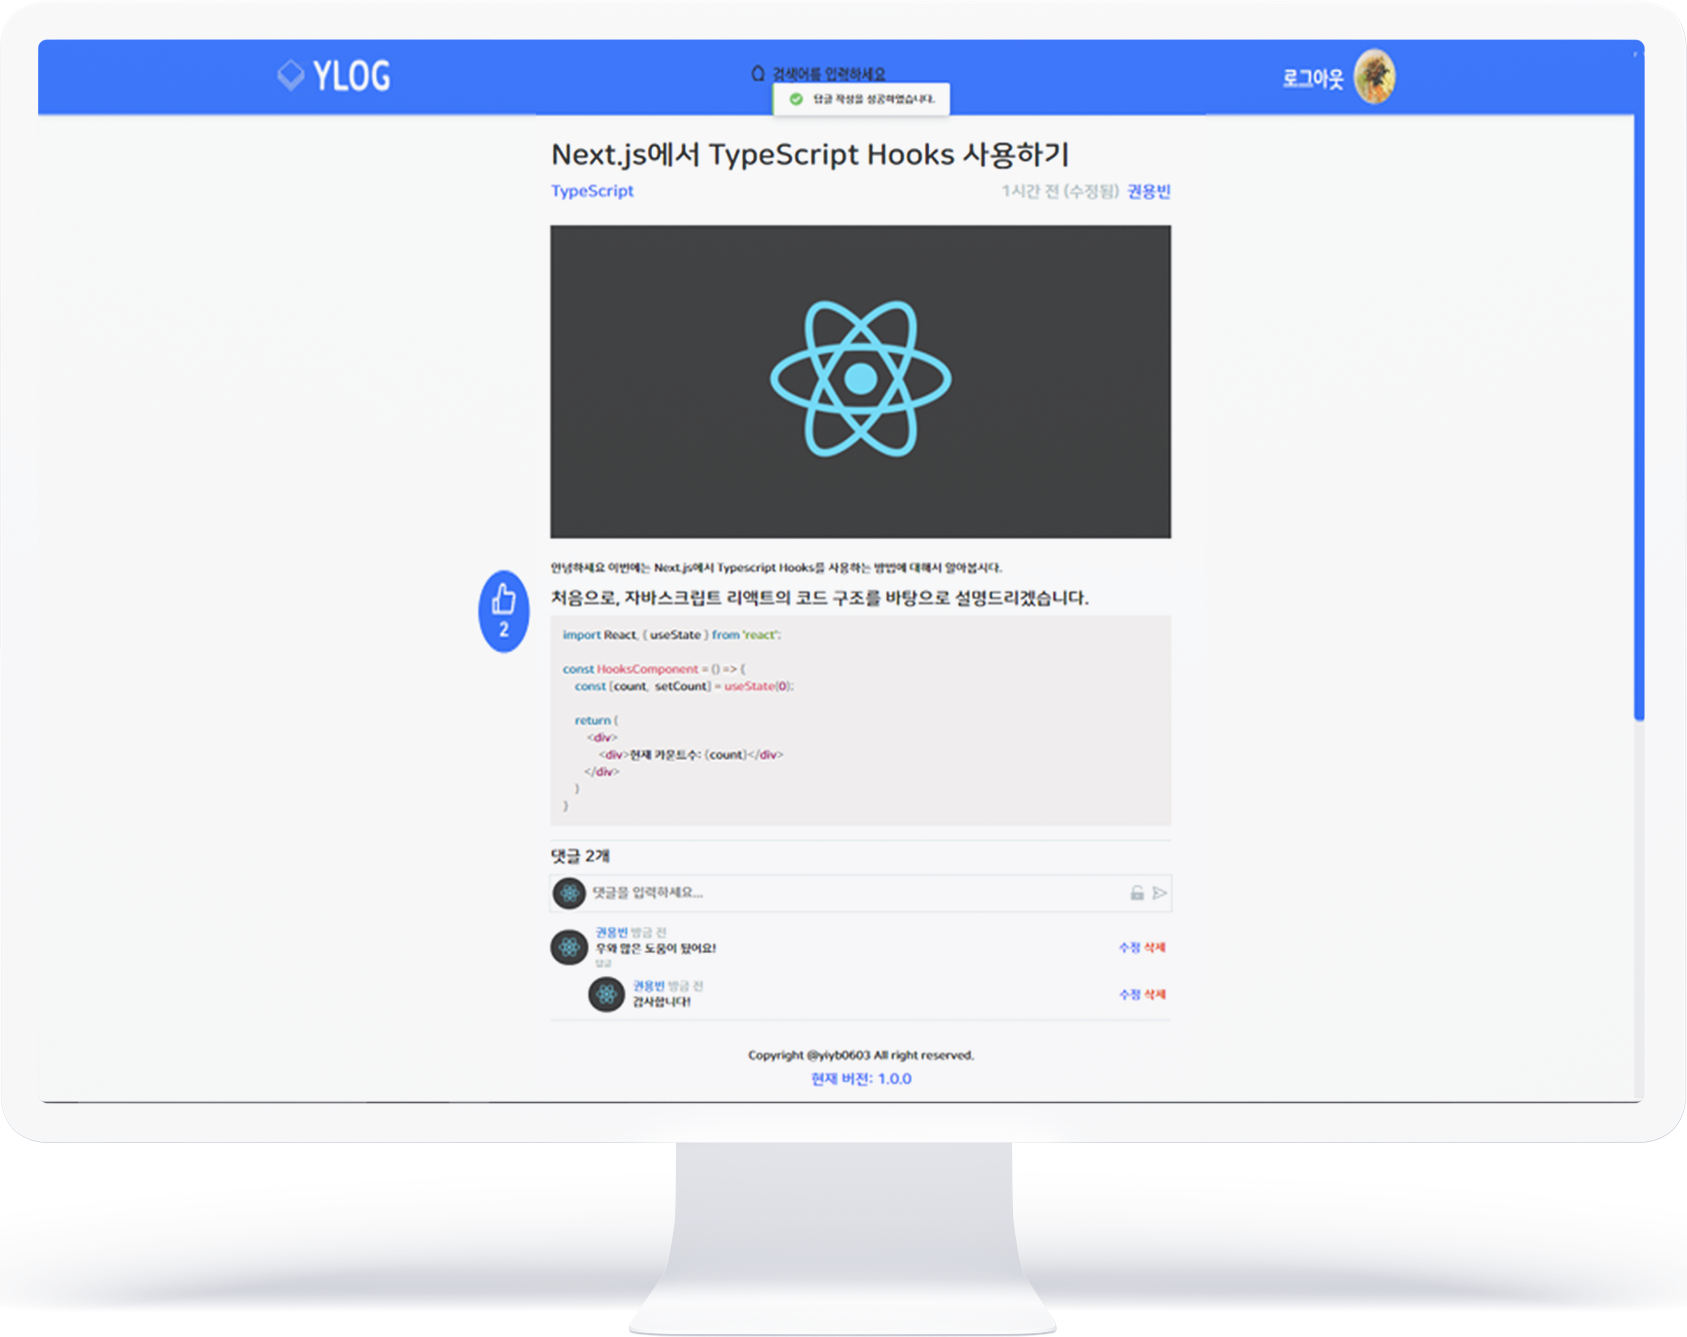 YLOG
검색어를 입력하세요
로그아웃
답글 작성을 성공하였습니다.
Next.js에서 TypeScript Hooks 사용하기
TypeScript
1시간 전 (수정됨) 권용빈
안녕하세요 이번에는 Next.js에서 Typescript Hooks를 사용하는 방법에 대해서 알아봅시다.
2
처음으로, 자바스크립트 리액트의 코드 구조를 바탕으로 설명드리겠습니다.
import React, { useState } from 'react';
const HooksComponent = () => {
const [count, setCount] = useState(0);
return (
<div>
<div>현재 카운트수: {count}</div>
</div>
)
}
댓글 2개
댓글을 입력하세요...
권용빈 방금 전
우와 많은 도움이 됐어요!
수정 삭제
답글
권용빈 방금 전
감사합니다!
수정 삭제
Copyright @yiyb0603 All right reserved.
현재 버전: 1.0.0